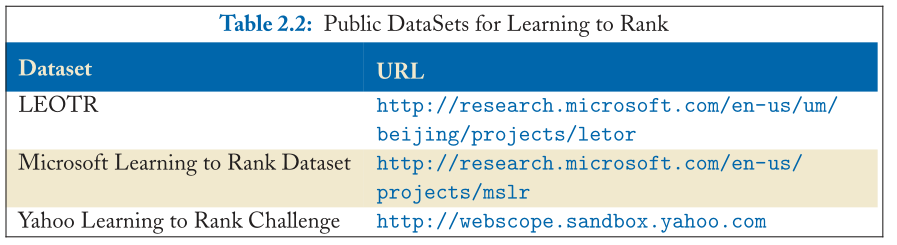 Table 2.2: Public DataSets for Learning to Rank
Dataset URL
LEOTR http://research.microsoft.com/en-us/um/
beijing/projects/letor
Microsoft Learning to Rank Dataset http://research.microsoft.com/en-us/
projects/mslr
Yahoo Learning to Rank Challenge http://webscope.sandbox.yahoo.com